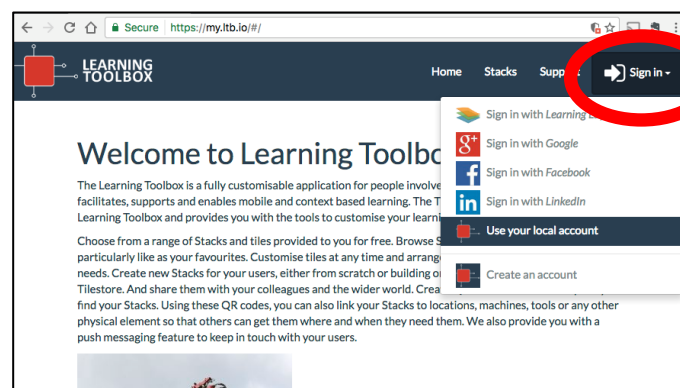 Secure https://my.ltb.io/#/
LEARNING
TOOLBOX
Home Stacks Sign in
Sign in with Learning
Sign in with Google
Sign in with Facebook
Sign in with LinkedIn
Use your local account
Create an account
Welcome to Learning
The Learning Toolbox is a fully customisable application for people
facilitates, supports and enables mobile and context based learning. The
Learning Toolbox and provides you with the tools to customise your
Choose from a range of Stacks and tiles provided to you for free. Browse
particularly like as your favourites. Customise tiles at any time and
needs. Create new Stacks for your users, either from scratch or building
Tilestore. And share them with your colleagues and the wider world.
find your Stacks. Using these QR codes, you can also link your Stacks to locations, machines, tools or any other
physical element so that others can get them where and when they need them. We also provide you with a
push messaging feature to keep in touch with your users.